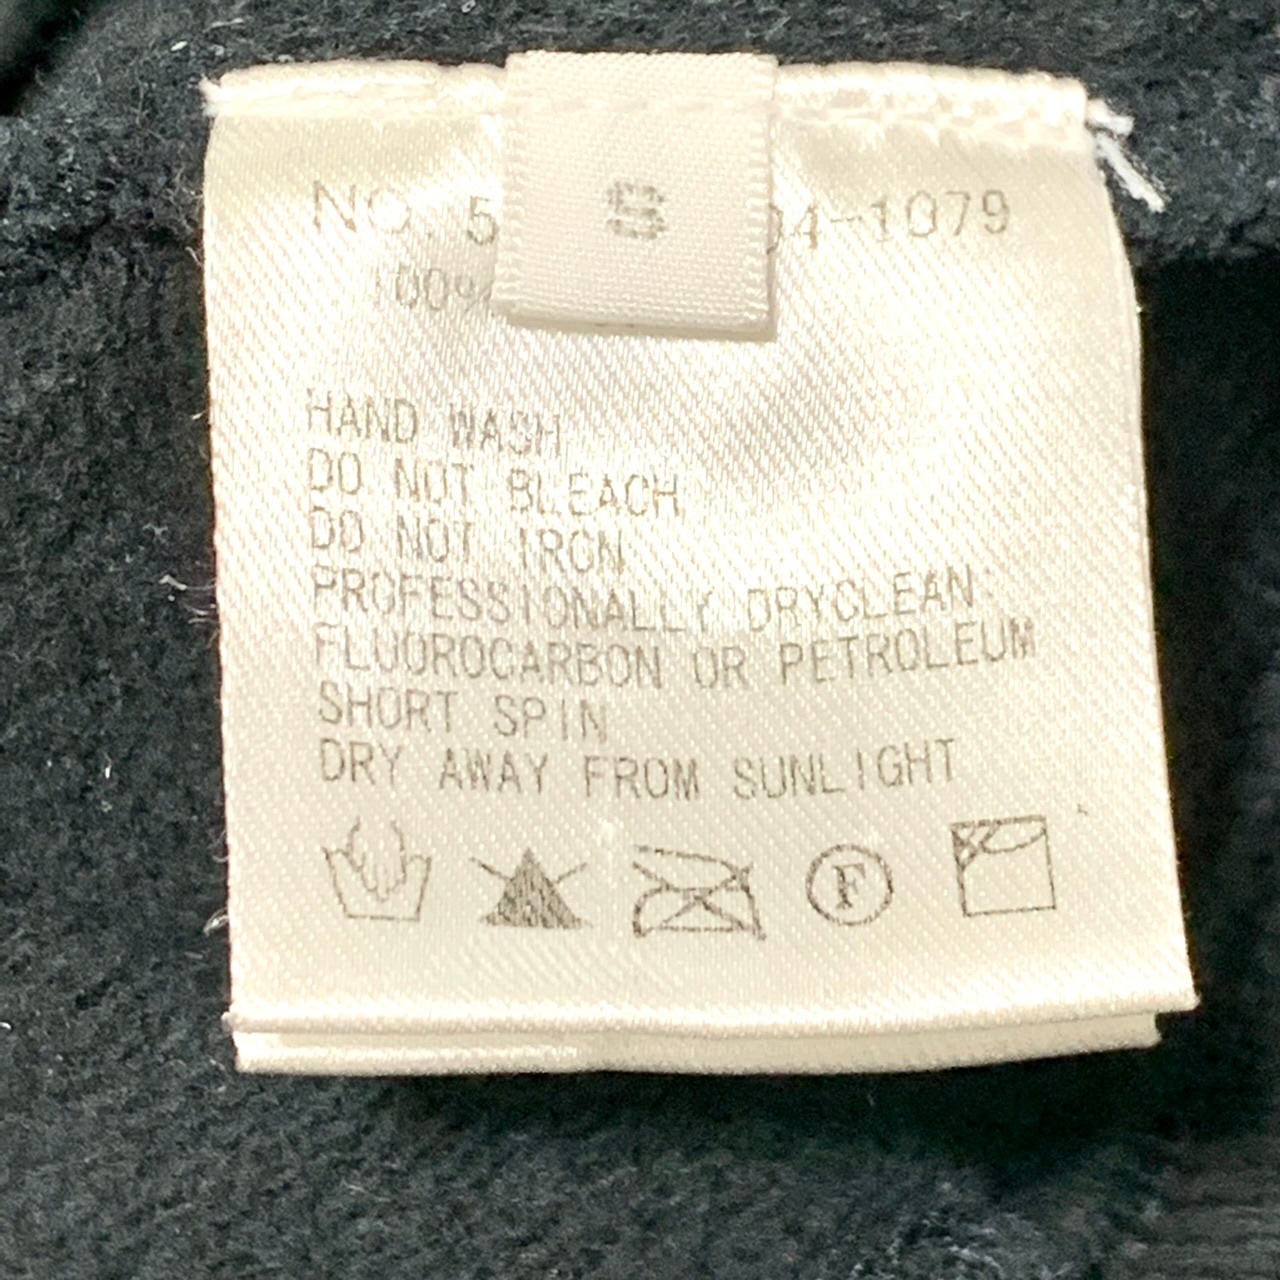 S
NO. 5 04-1079
100%
HAND WASH
DO NOT BLEACH
DO NOT IRON
PROFESSIONALLY DRYCLEAN:
FLUOROCARBON OR PETROLEUM
SHORT SPIN
DRY AWAY FROM SUNLIGHT
F